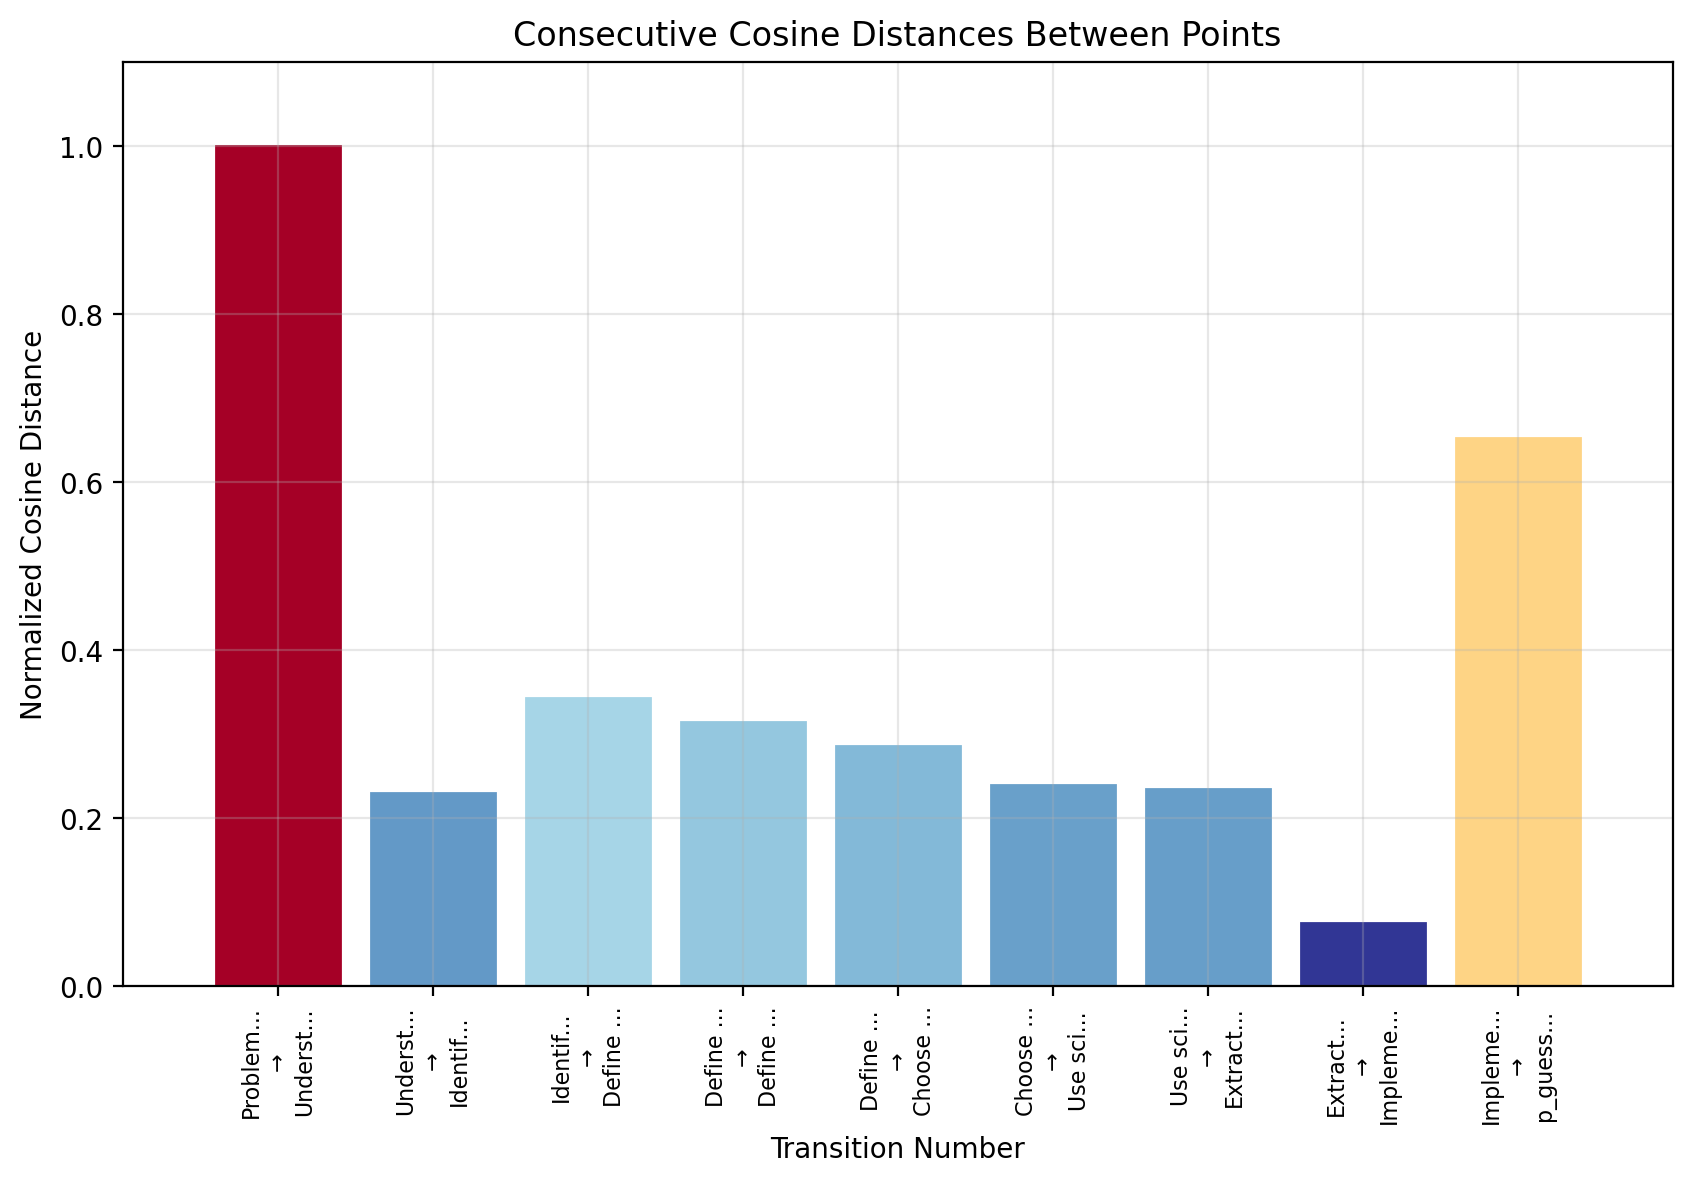 Consecutive Cosine Distances Between Points
Normalized Cosine Distance
1.0
0.8
0.6
0.4
0.2
0.0
Problem...
→
Underst...
Underst...
→
Identif...
Identif...
→
Define ...
Define ...
→
Define ...
Define ...
→
Choose ...
Choose ...
→
Use sci...
Use sci...
→
Extract...
Extract...
→
Impleme...
Impleme...
→
p_guess...
Transition Number